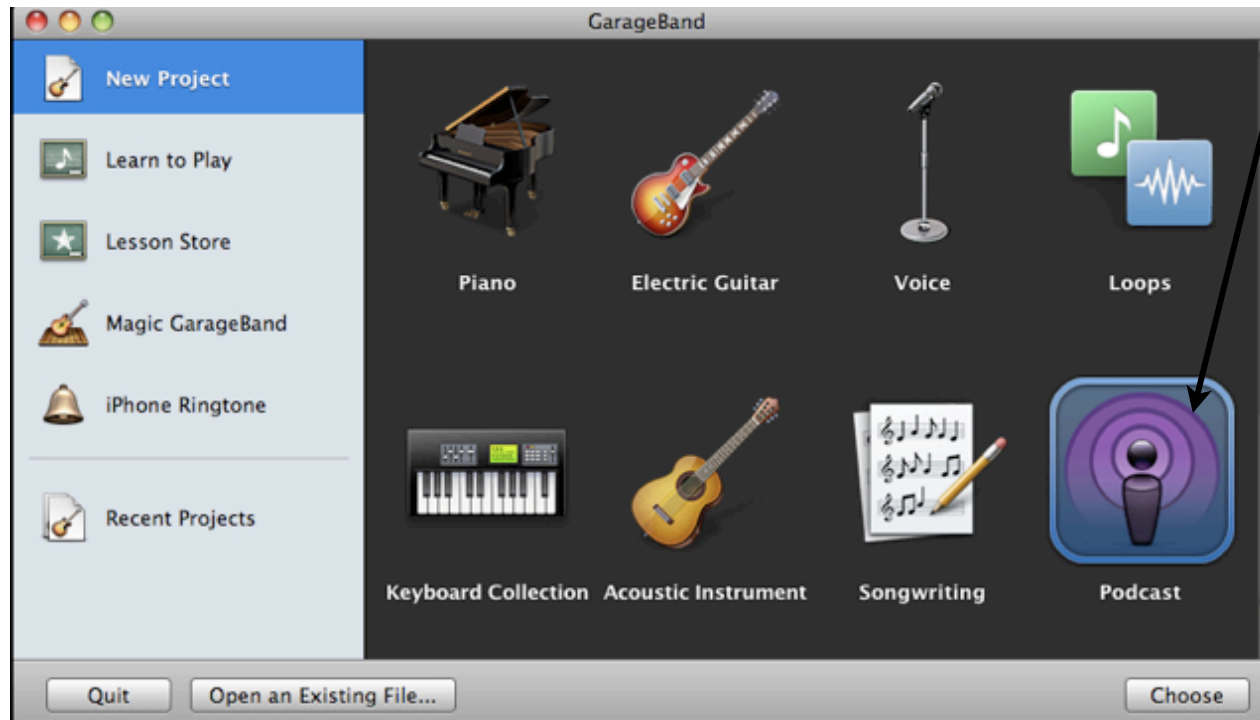 GarageBand
New Project
Learn to Play
Lesson Store
Magic GarageBand
iPhone Ringtone
Recent Projects
Piano
Electric Guitar
Voice
Loops
Keyboard Collection
Acoustic Instrument
Songwriting
Podcast
Quit
Open an Existing File...
Choose